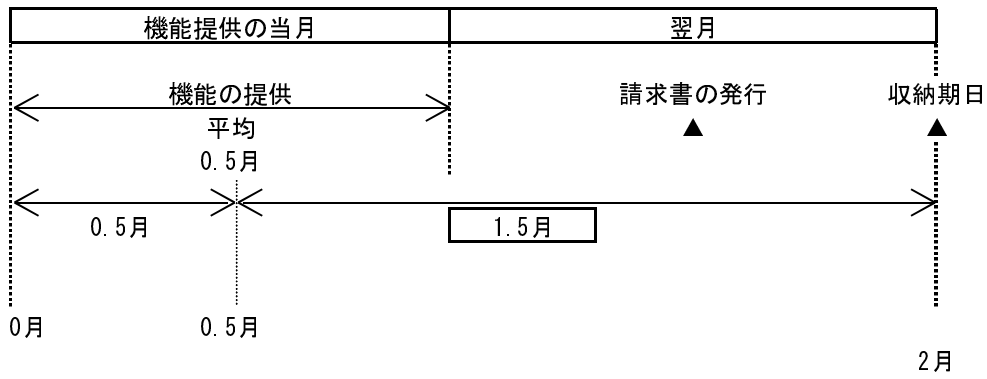 機能提供の当月 翌月
機能の提供 請求書の発行 収納期日
平均 ▲ ▲
0.5月
0.5月 1.5月
0月 0.5月
2月